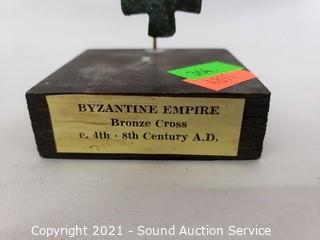 BYZANTINE EMPIRE
Bronze Cross
c. 4th - 8th Century A.D.
Copyright 2021 - Sound Auction Service